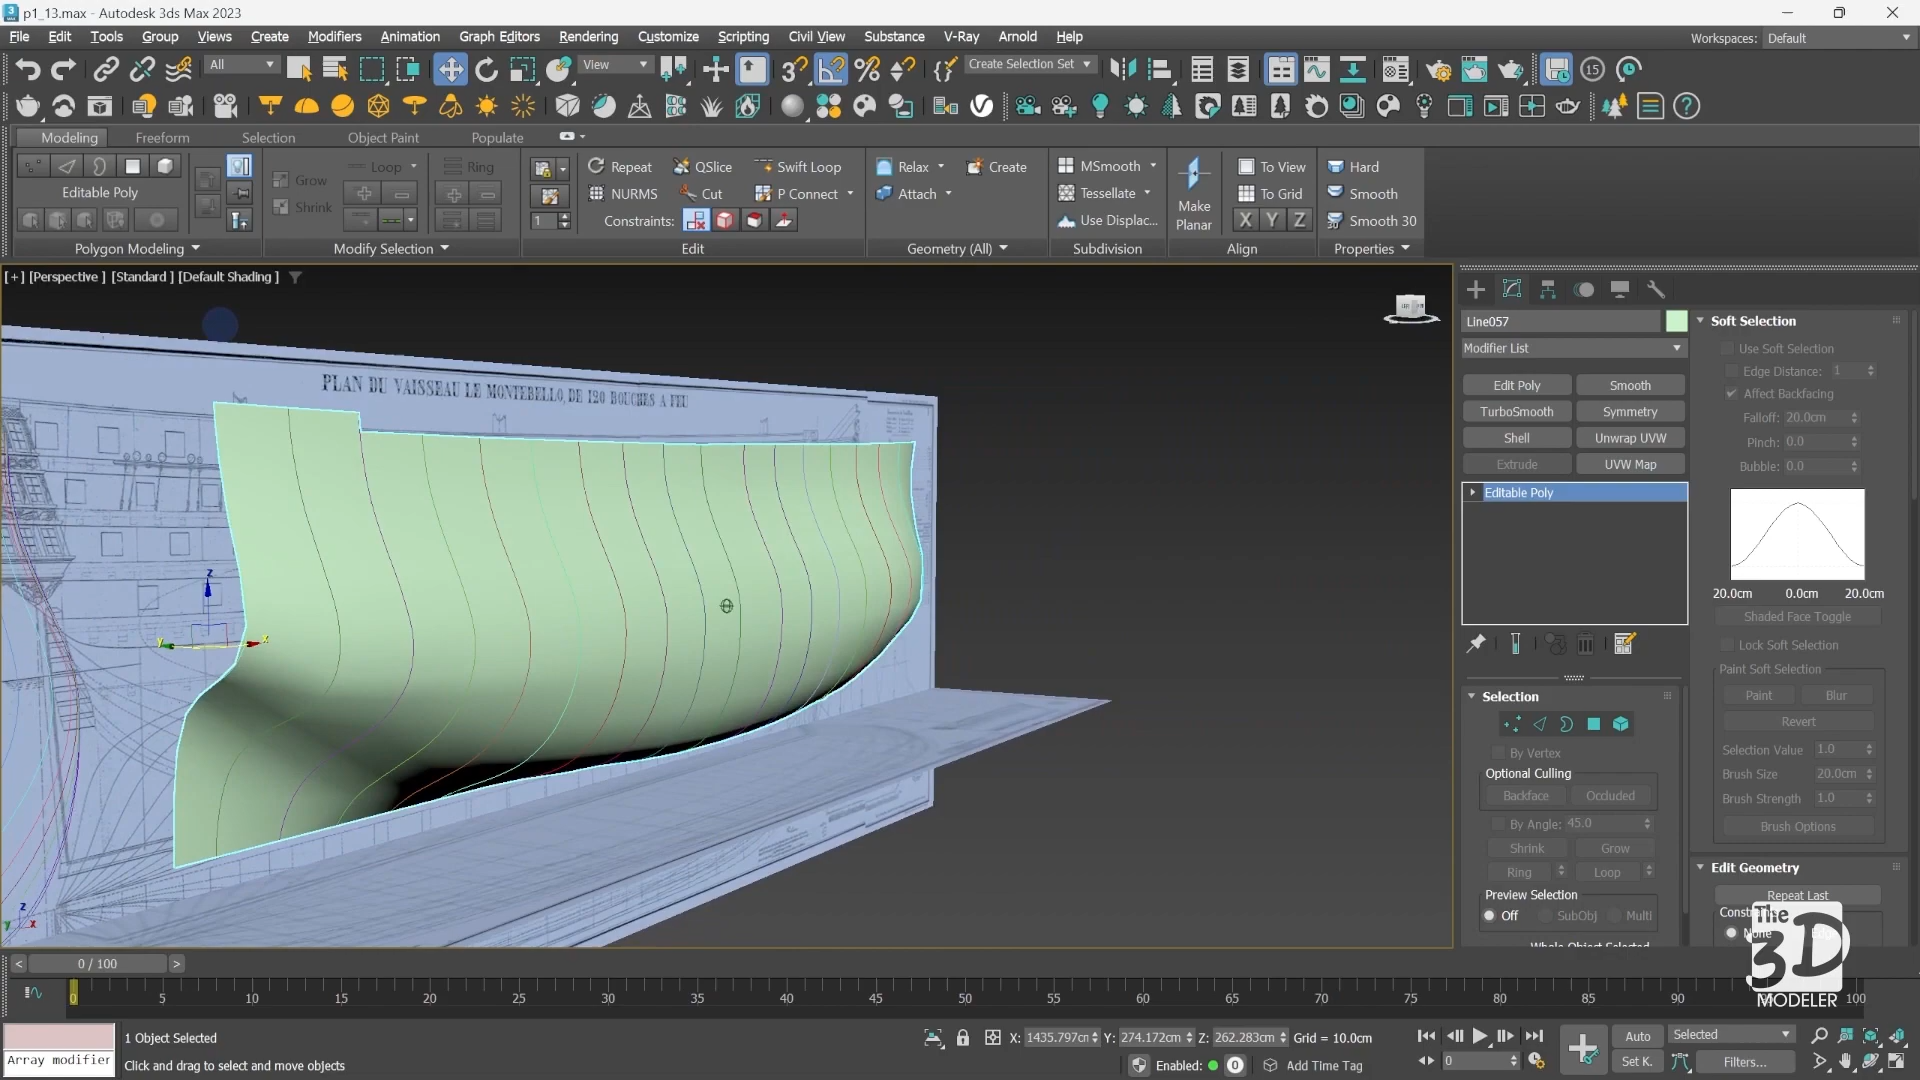 p1_13.max - Autodesk 3ds Max 2023
File Edit Tools Group Views Create Modifiers Animation Graph Editors Rendering Customize Scripting Civil View Substance V-Ray Arnold Help
Workspaces: Default
All View Create Selection Set 15
Modeling Freeform Selection Object Paint Populate
Loop Ring Repeat QSlice Swift Loop Relax Create MSmooth To View Hard
Editable Poly Grow NURMS Cut P Connect Attach Tessellate To Grid Smooth
Shrink 1 Constraints: Use Displac... Make Planar X Y Z Smooth 30
Polygon Modeling Modify Selection Edit Geometry (All) Subdivision Align Properties
[+] [Perspective ] [Standard ] [Default Shading ]
PLAN DU VAISSEAU LE MONTEBELLO, DE 120 BOUCHES A FEU
z
y x
z
y x
Line057
Modifier List
Edit Poly Smooth
TurboSmooth Symmetry
Shell Unwrap UVW
Extrude UVW Map
Editable Poly
Selection
By Vertex
Optional Culling
Backface Occluded
By Angle: 45.0
Shrink Grow
Ring Loop
Preview Selection
Off SubObj Multi
Whole Object Selected
Soft Selection
Use Soft Selection
Edge Distance: 1
Affect Backfacing
Falloff: 20.0cm
Pinch: 0.0
Bubble: 0.0
20.0cm 0.0cm 20.0cm
Shaded Face Toggle
Lock Soft Selection
Paint Soft Selection
Paint Blur
Revert
Selection Value 1.0
Brush Size 20.0cm
Brush Strength 1.0
Brush Options
Edit Geometry
Repeat Last
The
3D
MODELER
< 0 / 100 >
0 5 10 15 20 25 30 35 40 45 50 55 60 65 70 75 80 85 90 100
Array modifier
1 Object Selected
Click and drag to select and move objects
X: 1435.797cm Y: 274.172cm Z: 262.283cm Grid = 10.0cm
Enabled: 0 Add Time Tag
0
Auto Selected
Set K. Filters...